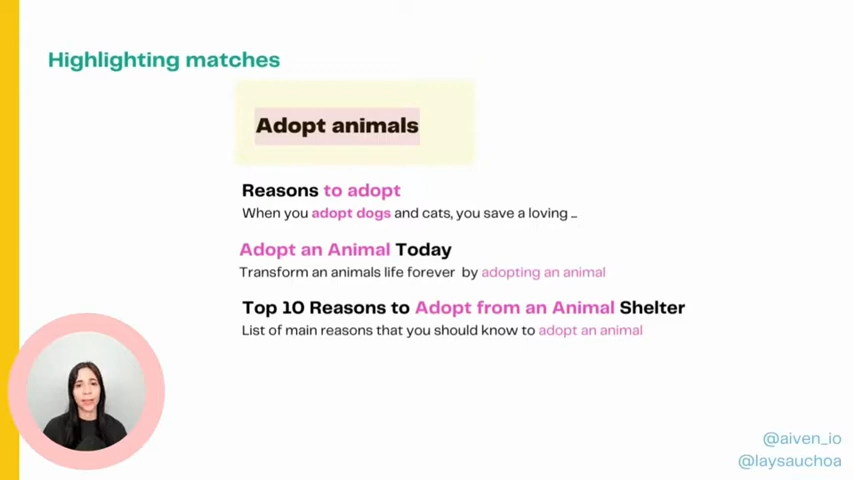 Highlighting matches
Adopt animals
Reasons to adopt
When you adopt dogs and cats, you save a loving ...
Adopt an Animal Today
Transform an animals life forever by adopting an animal
Top 10 Reasons to Adopt from an Animal Shelter
List of main reasons that you should know to adopt an animal
@aiven_io
@laysauchoa